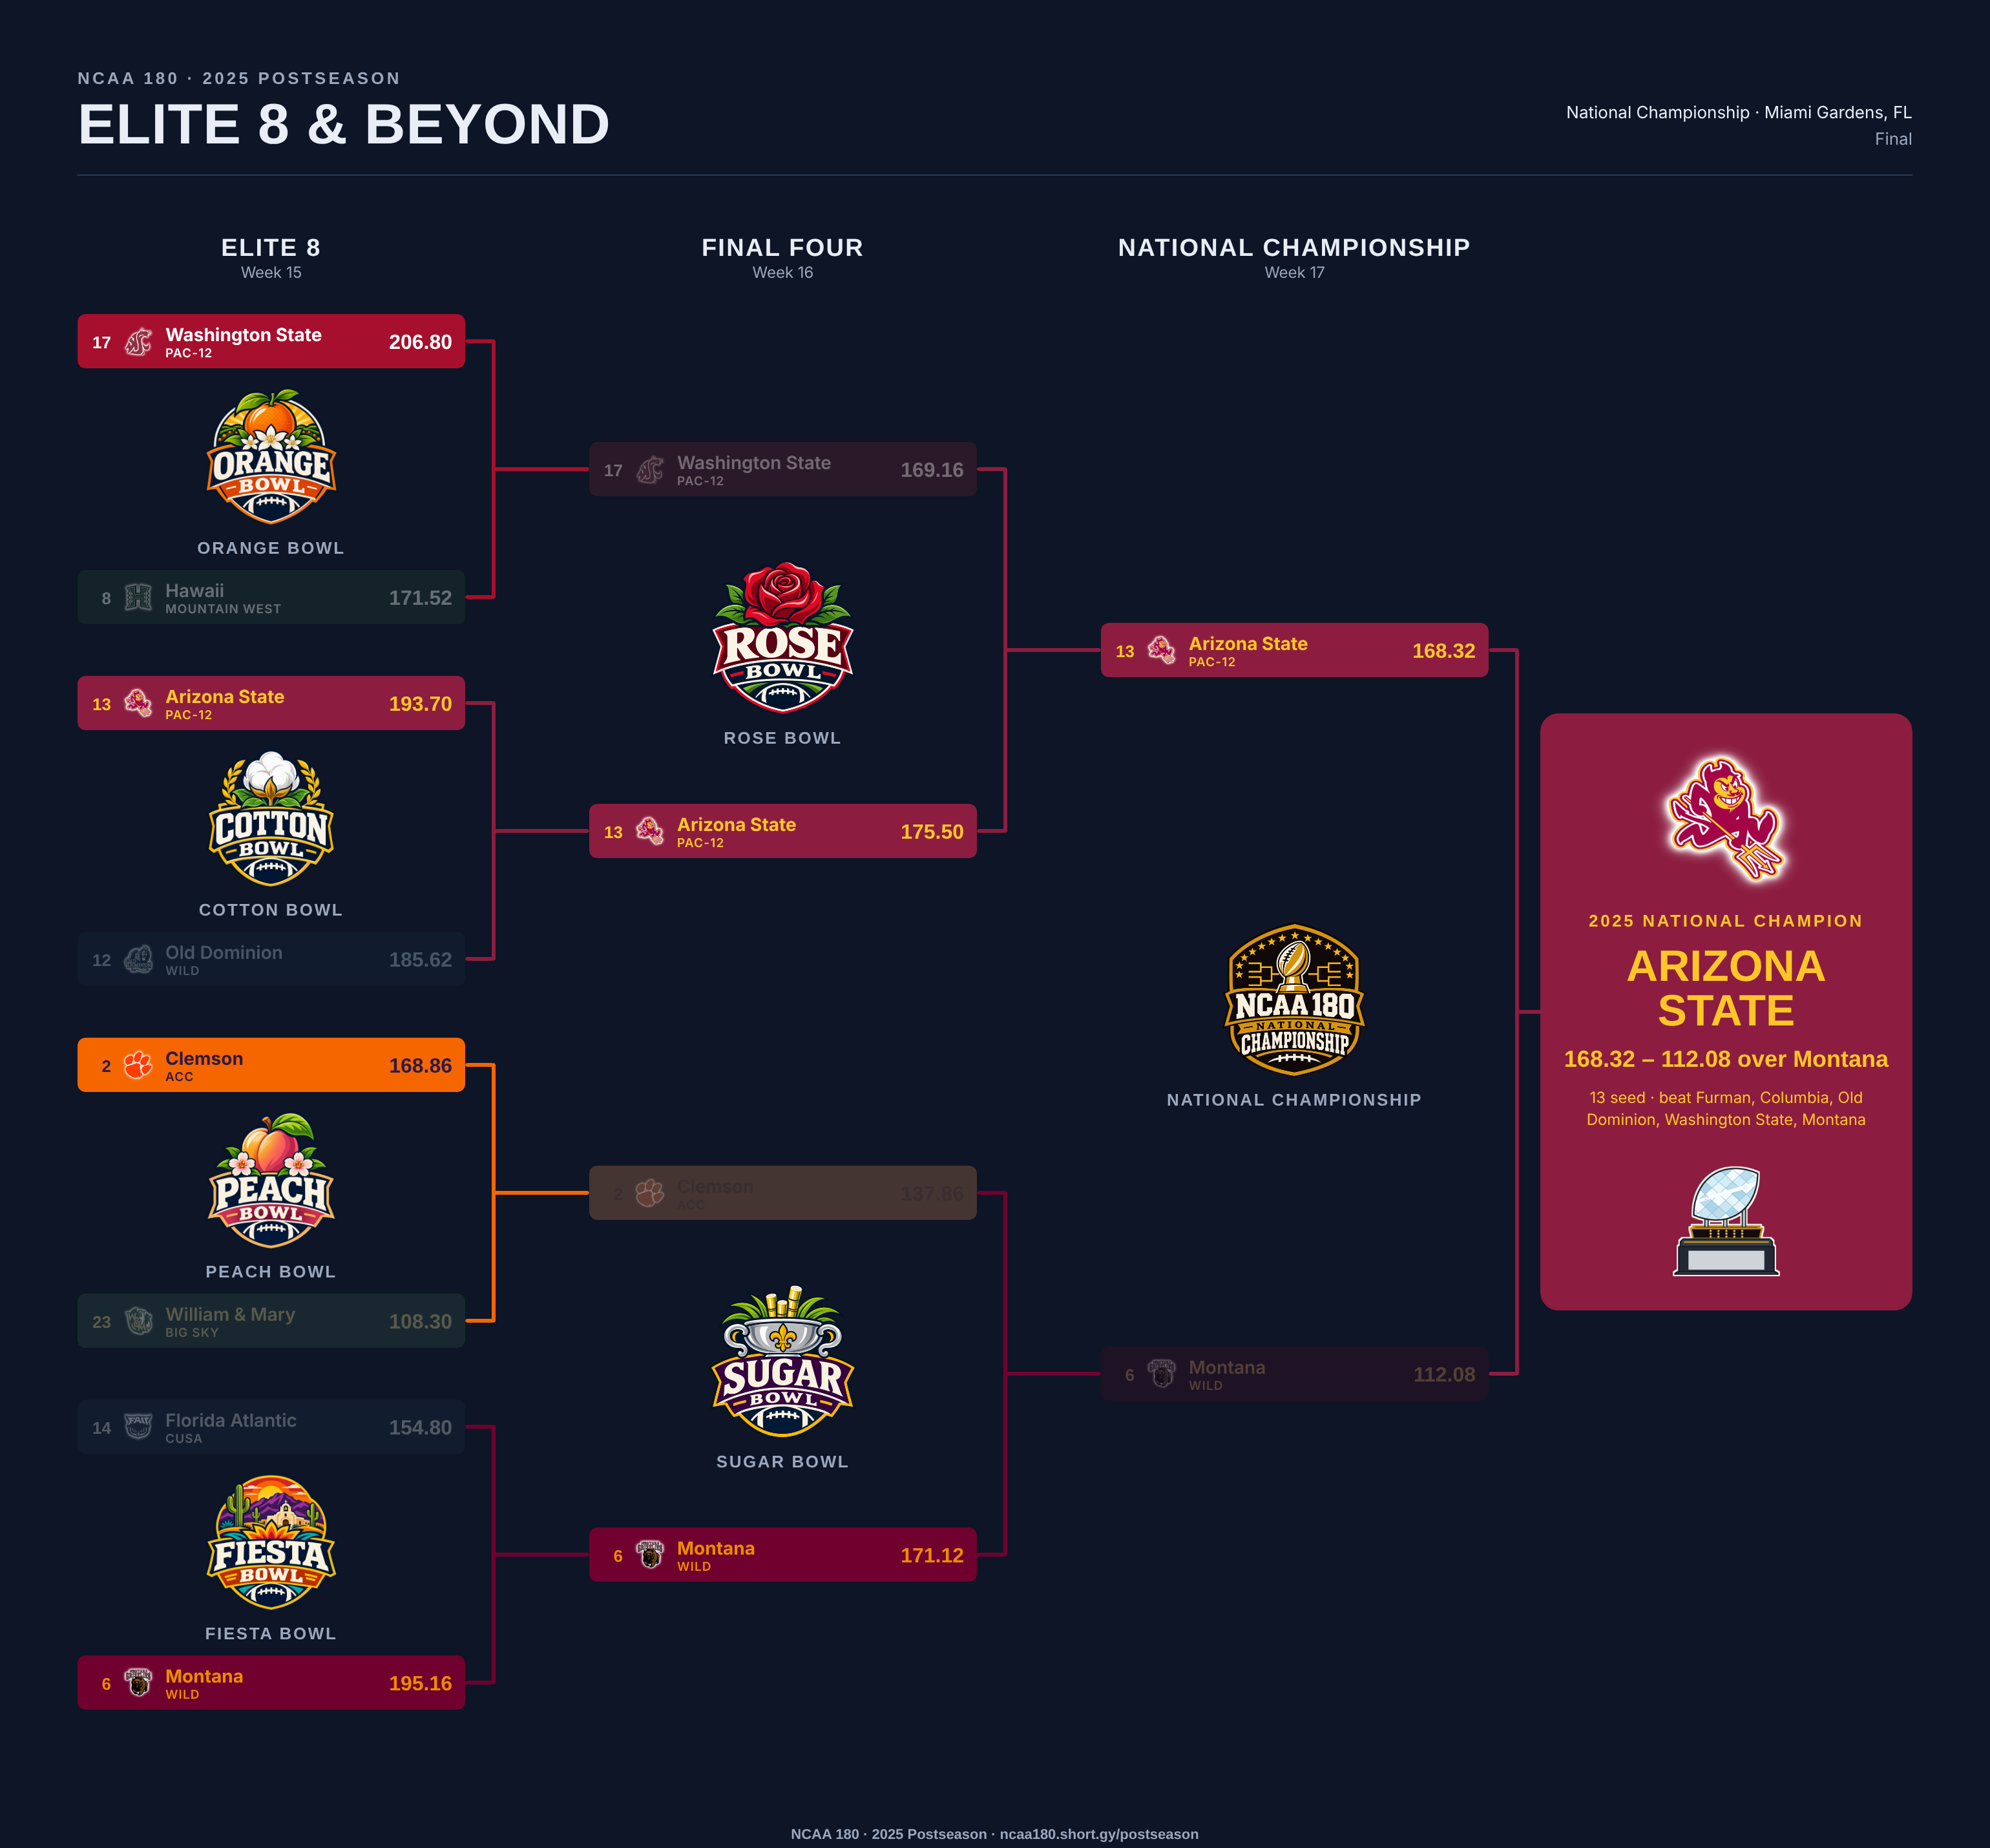 NCAA 180 · 2025 POSTSEASON
ELITE 8 & BEYOND
National Championship · Miami Gardens, FL
Final
ELITE 8
Week 15
FINAL FOUR
Week 16
NATIONAL CHAMPIONSHIP
Week 17
17 Washington State 206.80
PAC-12
ORANGE
BOWL
ORANGE BOWL
8 Hawaii 171.52
MOUNTAIN WEST
13 Arizona State 193.70
PAC-12
COTTON
BOWL
COTTON BOWL
12 Old Dominion 185.62
WILD
2 Clemson 168.86
ACC
PEACH
BOWL
PEACH BOWL
23 William & Mary 108.30
BIG SKY
14 Florida Atlantic 154.80
CUSA
FIESTA
BOWL
FIESTA BOWL
6 Montana 195.16
WILD
17 Washington State 169.16
PAC-12
ROSE
BOWL
ROSE BOWL
13 Arizona State 175.50
PAC-12
2 Clemson 137.86
ACC
SUGAR
BOWL
SUGAR BOWL
6 Montana 171.12
WILD
13 Arizona State 168.32
PAC-12
NCAA 180
NATIONAL
CHAMPIONSHIP
NATIONAL CHAMPIONSHIP
6 Montana 112.08
WILD
2025 NATIONAL CHAMPION
ARIZONA
STATE
168.32 – 112.08 over Montana
13 seed · beat Furman, Columbia, Old
Dominion, Washington State, Montana
NCAA 180 · 2025 Postseason · ncaa180.short.gy/postseason